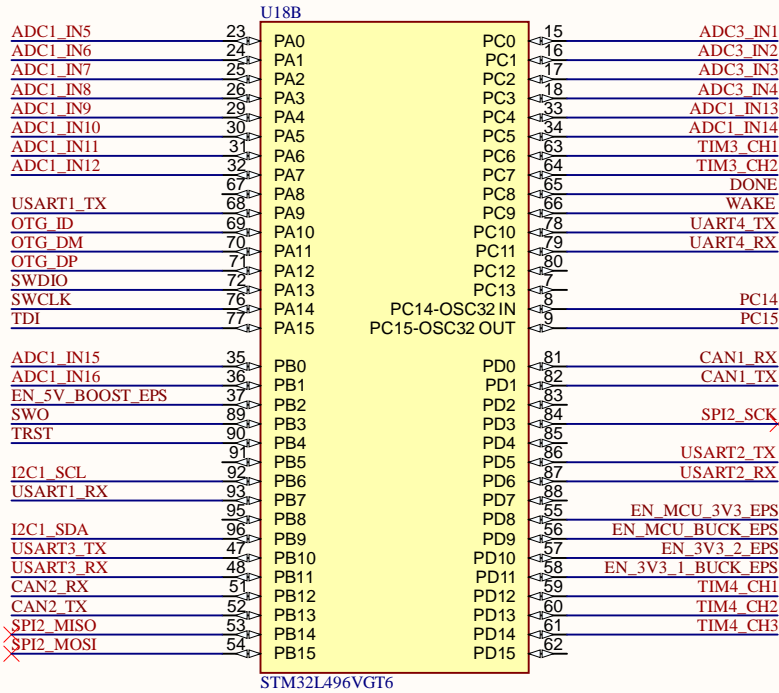 U18B
ADC1_IN5 23 PA0 PC0 15 ADC3_IN1
ADC1_IN6 24 PA1 PC1 16 ADC3_IN2
ADC1_IN7 25 PA2 PC2 17 ADC3_IN3
ADC1_IN8 26 PA3 PC3 18 ADC3_IN4
ADC1_IN9 29 PA4 PC4 33 ADC1_IN13
ADC1_IN10 30 PA5 PC5 34 ADC1_IN14
ADC1_IN11 31 PA6 PC6 63 TIM3_CH1
ADC1_IN12 32 PA7 PC7 64 TIM3_CH2
67 PA8 PC8 65 DONE
USART1_TX 68 PA9 PC9 66 WAKE
OTG_ID 69 PA10 PC10 78 UART4_TX
OTG_DM 70 PA11 PC11 79 UART4_RX
OTG_DP 71 PA12 PC12 80
SWDIO 72 PA13 PC13 7
SWCLK 76 PA14 PC14-OSC32 IN 8 PC14
TDI 77 PA15 PC15-OSC32 OUT 9 PC15
ADC1_IN15 35 PB0 PD0 81 CAN1_RX
ADC1_IN16 36 PB1 PD1 82 CAN1_TX
EN_5V_BOOST_EPS 37 PB2 PD2 83
SWO 89 PB3 PD3 84 SPI2_SCK
TRST 90 PB4 PD4 85
91 PB5 PD5 86 USART2_TX
I2C1_SCL 92 PB6 PD6 87 USART2_RX
USART1_RX 93 PB7 PD7 88
95 PB8 PD8 55 EN_MCU_3V3_EPS
I2C1_SDA 96 PB9 PD9 56 EN_MCU_BUCK_EPS
USART3_TX 47 PB10 PD10 57 EN_3V3_2_EPS
USART3_RX 48 PB11 PD11 58 EN_3V3_1_BUCK_EPS
CAN2_RX 51 PB12 PD12 59 TIM4_CH1
CAN2_TX 52 PB13 PD13 60 TIM4_CH2
SPI2_MISO 53 PB14 PD14 61 TIM4_CH3
SPI2_MOSI 54 PB15 PD15 62
STM32L496VGT6